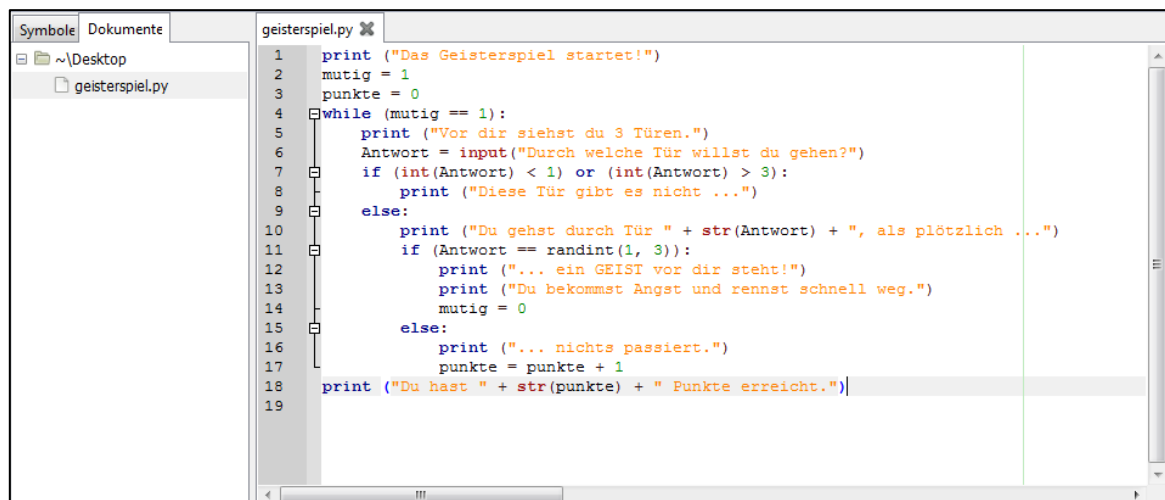 Symbole Dokumente
~\Desktop
geisterspiel.py
geisterspiel.py
1 print ("Das Geisterspiel startet!")
2 mutig = 1
3 punkte = 0
4 while (mutig == 1):
5     print ("Vor dir siehst du 3 Türen.")
6     Antwort = input("Durch welche Tür willst du gehen?")
7     if (int(Antwort) < 1) or (int(Antwort) > 3):
8         print ("Diese Tür gibt es nicht ...")
9     else:
10         print ("Du gehst durch Tür " + str(Antwort) + ", als plötzlich ...")
11         if (Antwort == randint(1, 3)):
12             print ("... ein GEIST vor dir steht!")
13             print ("Du bekommst Angst und rennst schnell weg.")
14             mutig = 0
15         else:
16             print ("... nichts passiert.")
17             punkte = punkte + 1
18 print ("Du hast " + str(punkte) + " Punkte erreicht.")
19